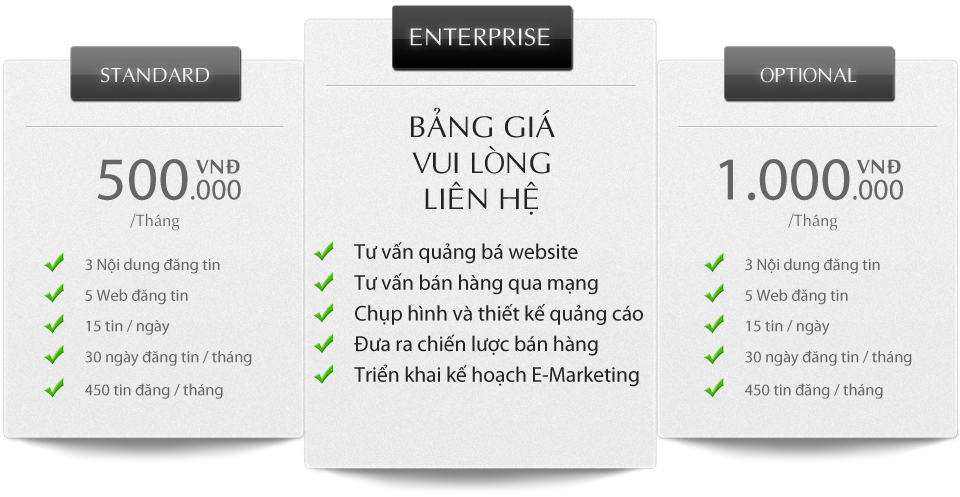 STANDARD
500.000 VNĐ
/Tháng
3 Nội dung đăng tin
5 Web đăng tin
15 tin / ngày
30 ngày đăng tin / tháng
450 tin đăng / tháng
ENTERPRISE
BẢNG GIÁ
VUI LÒNG
LIÊN HỆ
Tư vấn quảng bá website
Tư vấn bán hàng qua mạng
Chụp hình và thiết kế quảng cáo
Đưa ra chiến lược bán hàng
Triển khai kế hoạch E-Marketing
OPTIONAL
1.000.000 VNĐ
/Tháng
3 Nội dung đăng tin
5 Web đăng tin
15 tin / ngày
30 ngày đăng tin / tháng
450 tin đăng / tháng